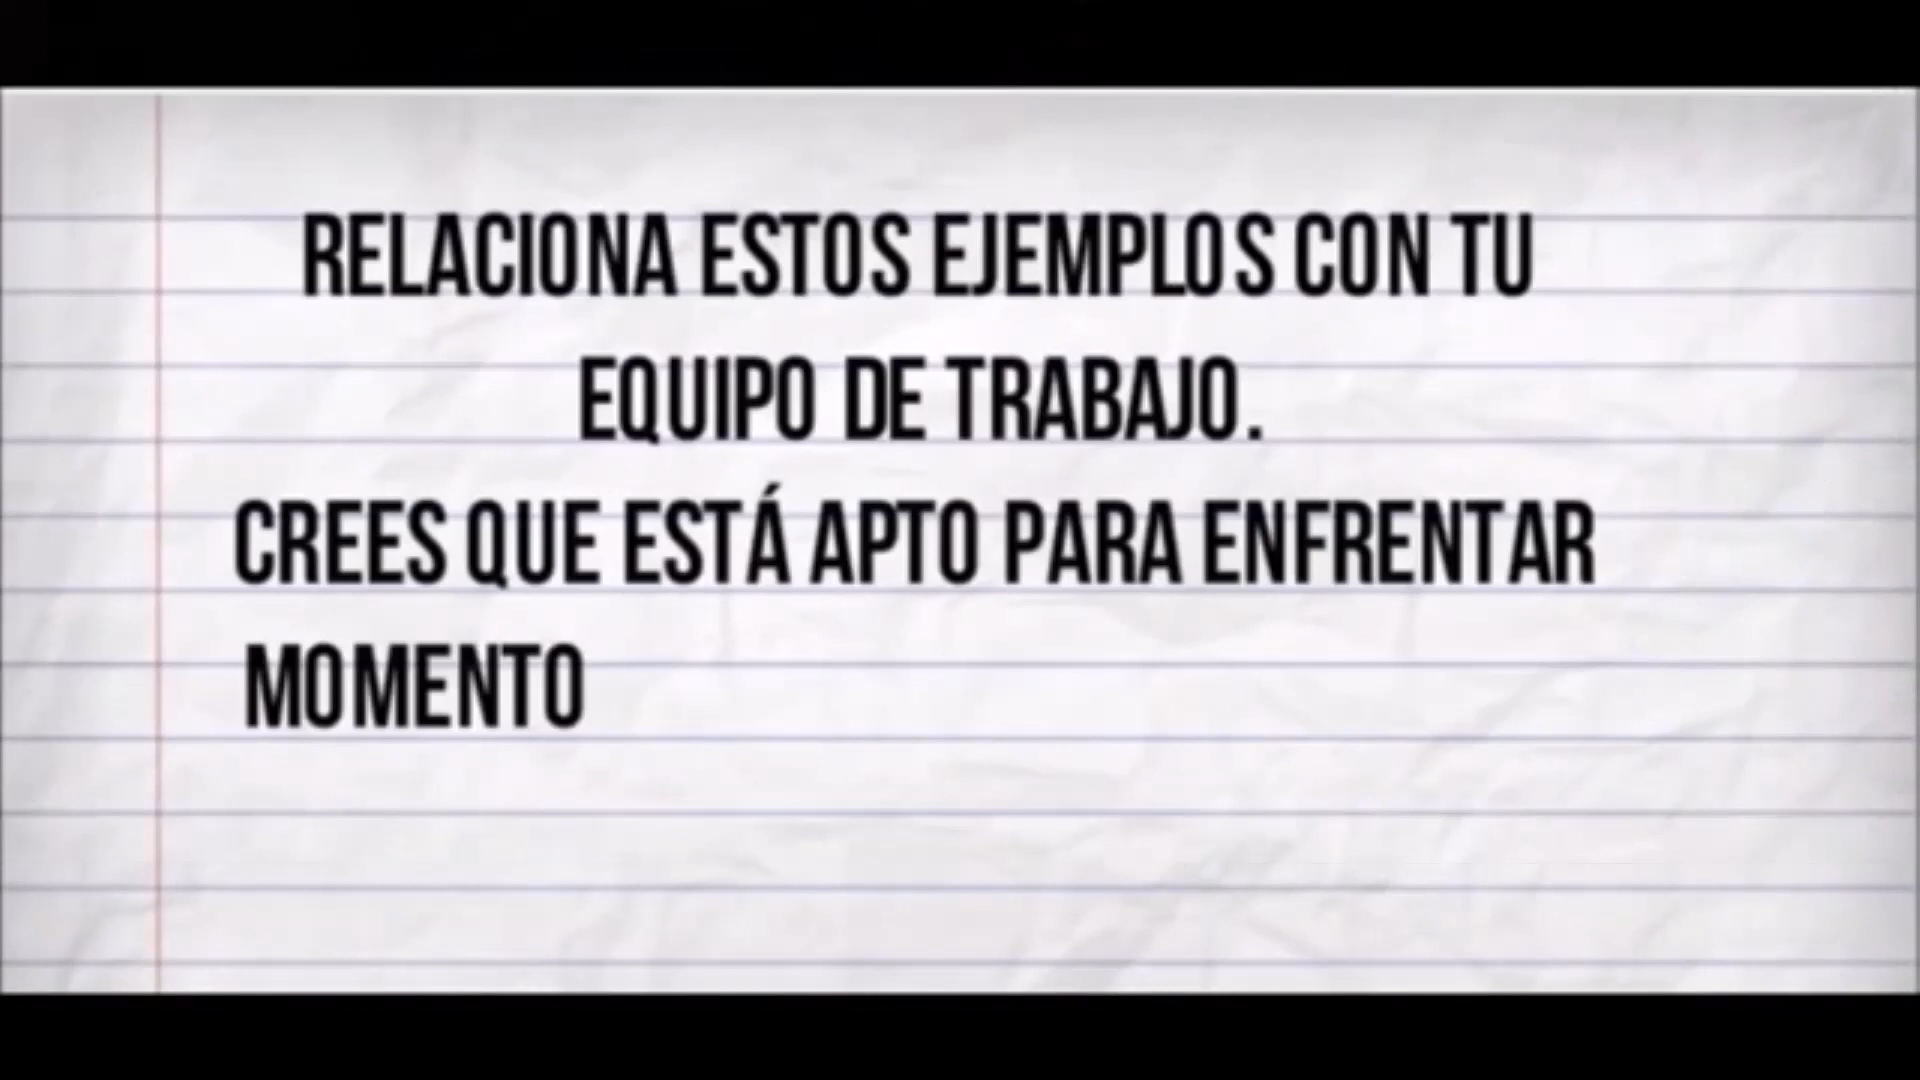 RELACIONA ESTOS EJEMPLOS CON TU
EQUIPO DE TRABAJO.
CREES QUE ESTÁ APTO PARA ENFRENTAR
MOMENTO